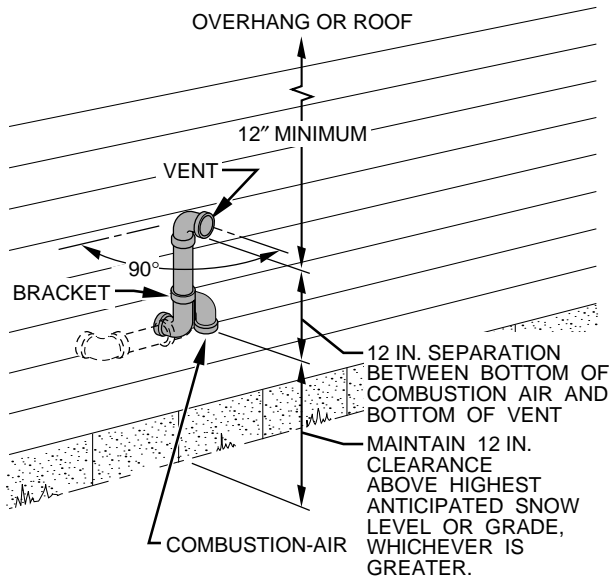 OVERHANG OR ROOF
12″ MINIMUM
VENT
90°
BRACKET
12 IN. SEPARATION
BETWEEN BOTTOM OF
COMBUSTION AIR AND
BOTTOM OF VENT
MAINTAIN 12 IN.
CLEARANCE
ABOVE HIGHEST
ANTICIPATED SNOW
LEVEL OR GRADE,
WHICHEVER IS
GREATER.
COMBUSTION-AIR